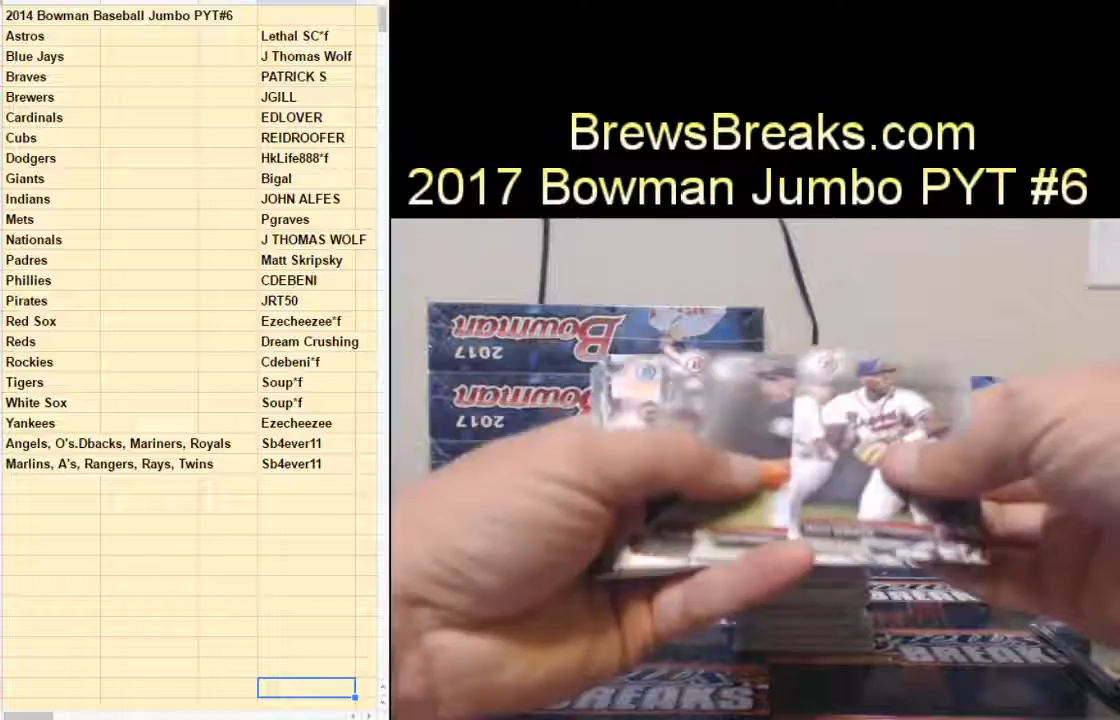 2014 Bowman Baseball Jumbo PYT#6
Astros Lethal SC*f
Blue Jays J Thomas Wolf
Braves PATRICK S
Brewers JGILL
Cardinals EDLOVER
Cubs REIDROOFER
Dodgers HkLife888*f
Giants Bigal
Indians JOHN ALFES
Mets Pgraves
Nationals J THOMAS WOLF
Padres Matt Skripsky
Phillies CDEBENI
Pirates JRT50
Red Sox Ezecheezee*f
Reds Dream Crushing
Rockies Cdebeni*f
Tigers Soup*f
White Sox Soup*f
Yankees Ezecheezee
Angels, O's.Dbacks, Mariners, Royals Sb4ever11
Marlins, A's, Rangers, Rays, Twins Sb4ever11
BrewsBreaks.com
2017 Bowman Jumbo PYT #6
Bowman
2017
Bowman
2017
BREAK
BREAKS